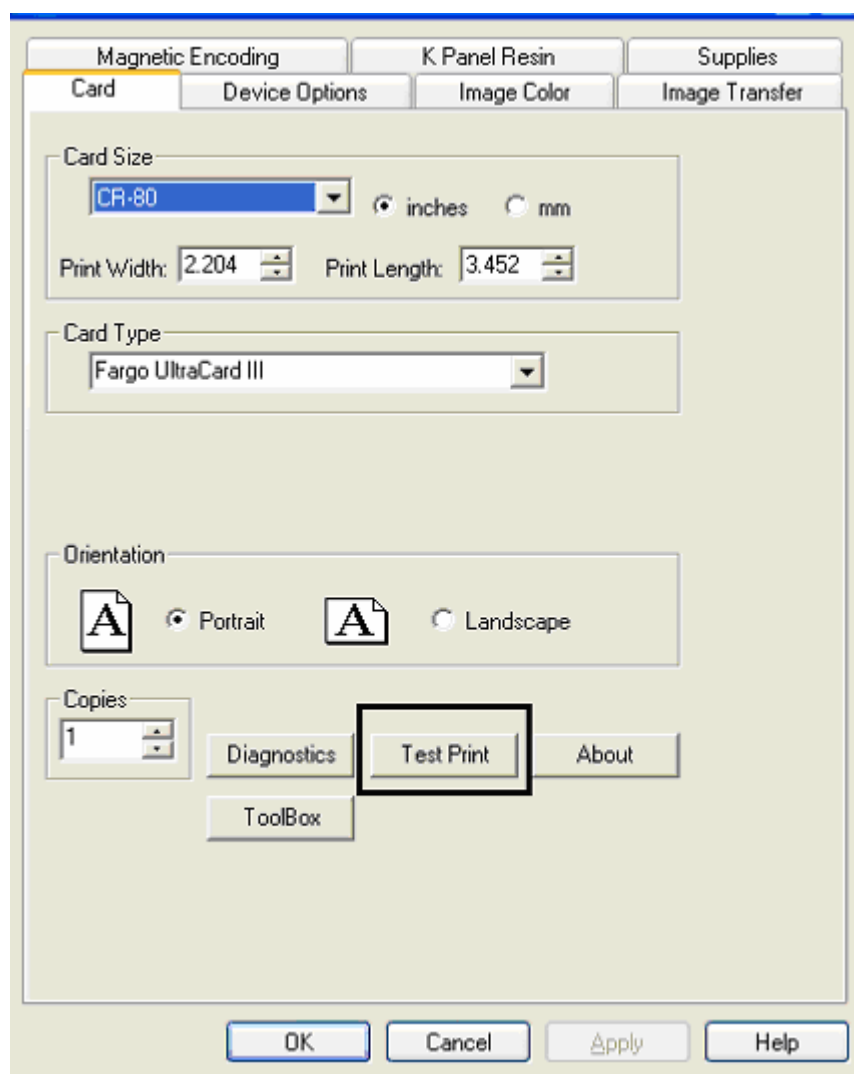 Magnetic Encoding K Panel Resin Supplies
Card Device Options Image Color Image Transfer
Card Size
CR-80 inches mm
Print Width: 2.204 Print Length: 3.452
Card Type
Fargo UltraCard III
Orientation
A Portrait A Landscape
Copies
1 Diagnostics Test Print About
ToolBox
OK Cancel Apply Help